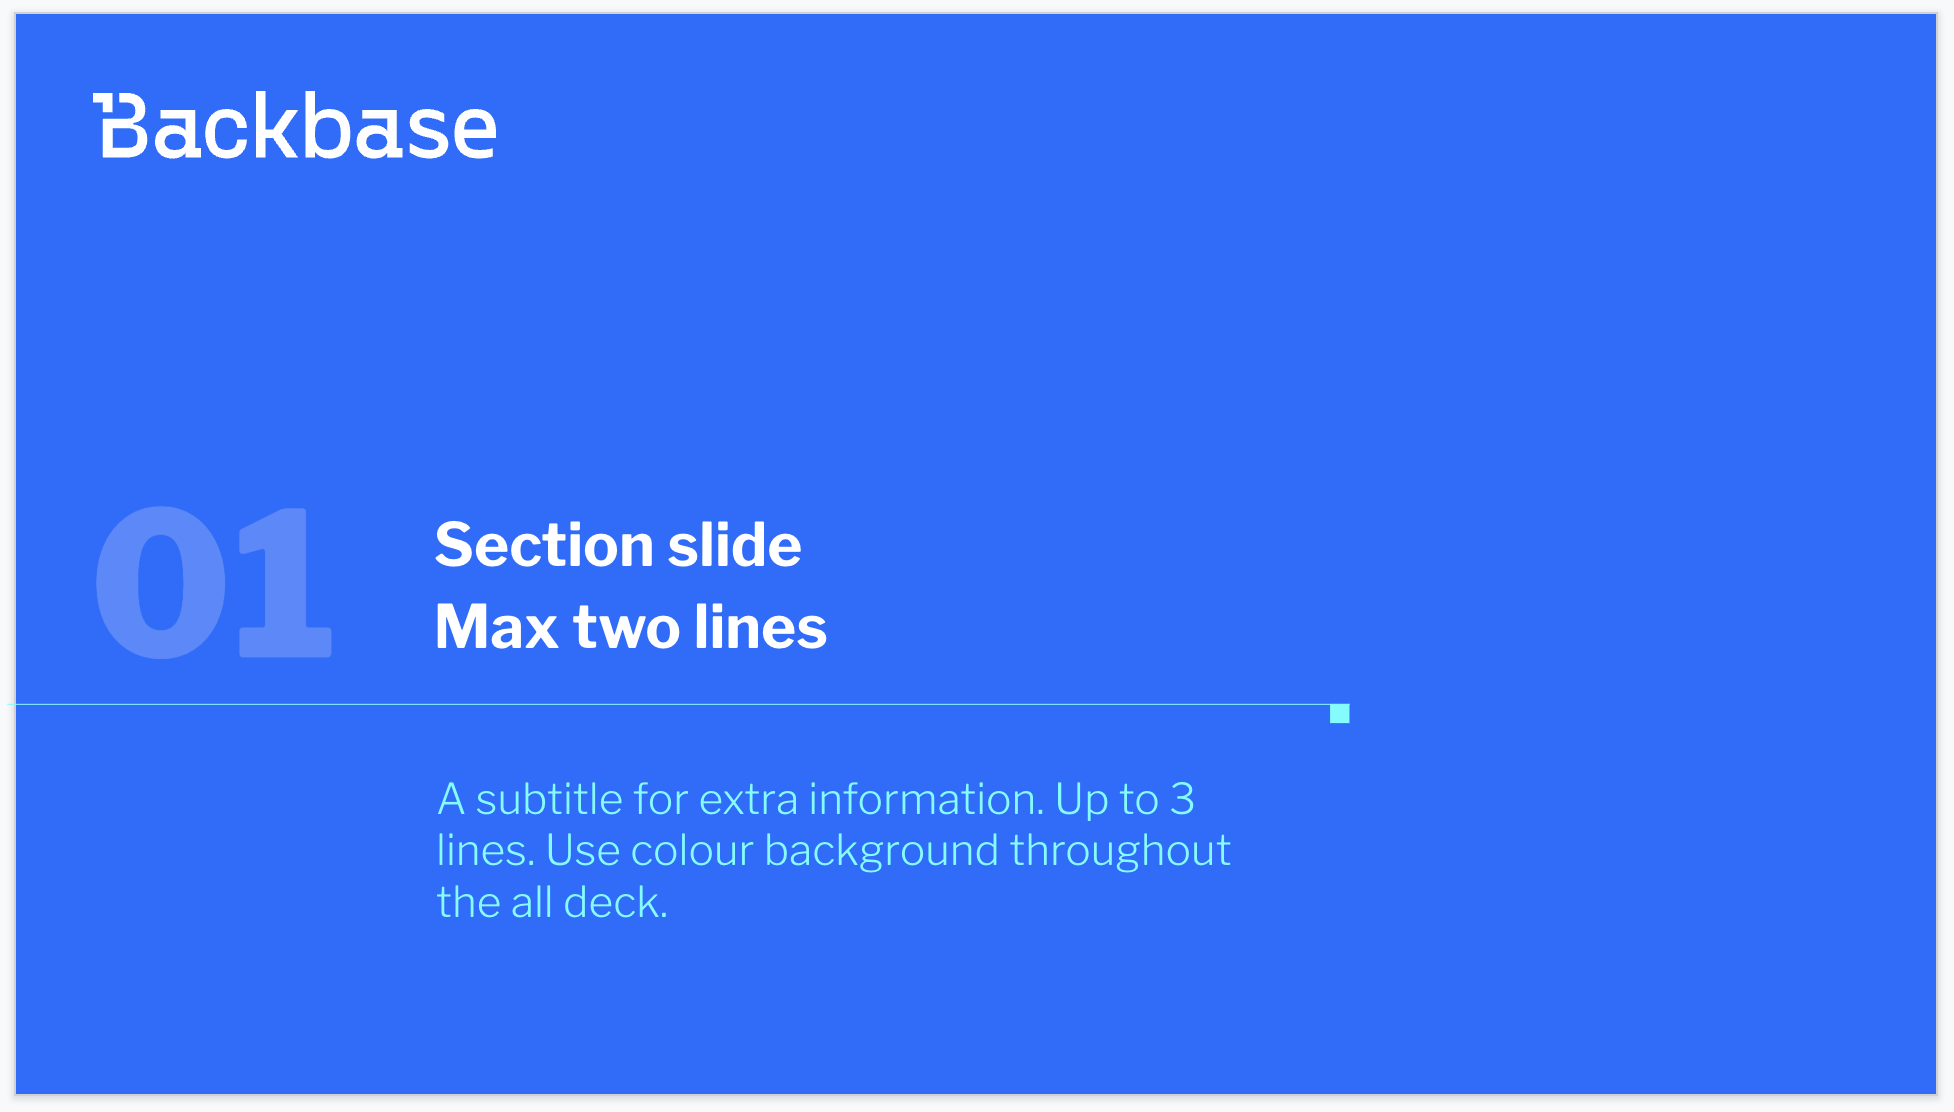 Backbase
01
Section slide
Max two lines
A subtitle for extra information. Up to 3
lines. Use colour background throughout
the all deck.